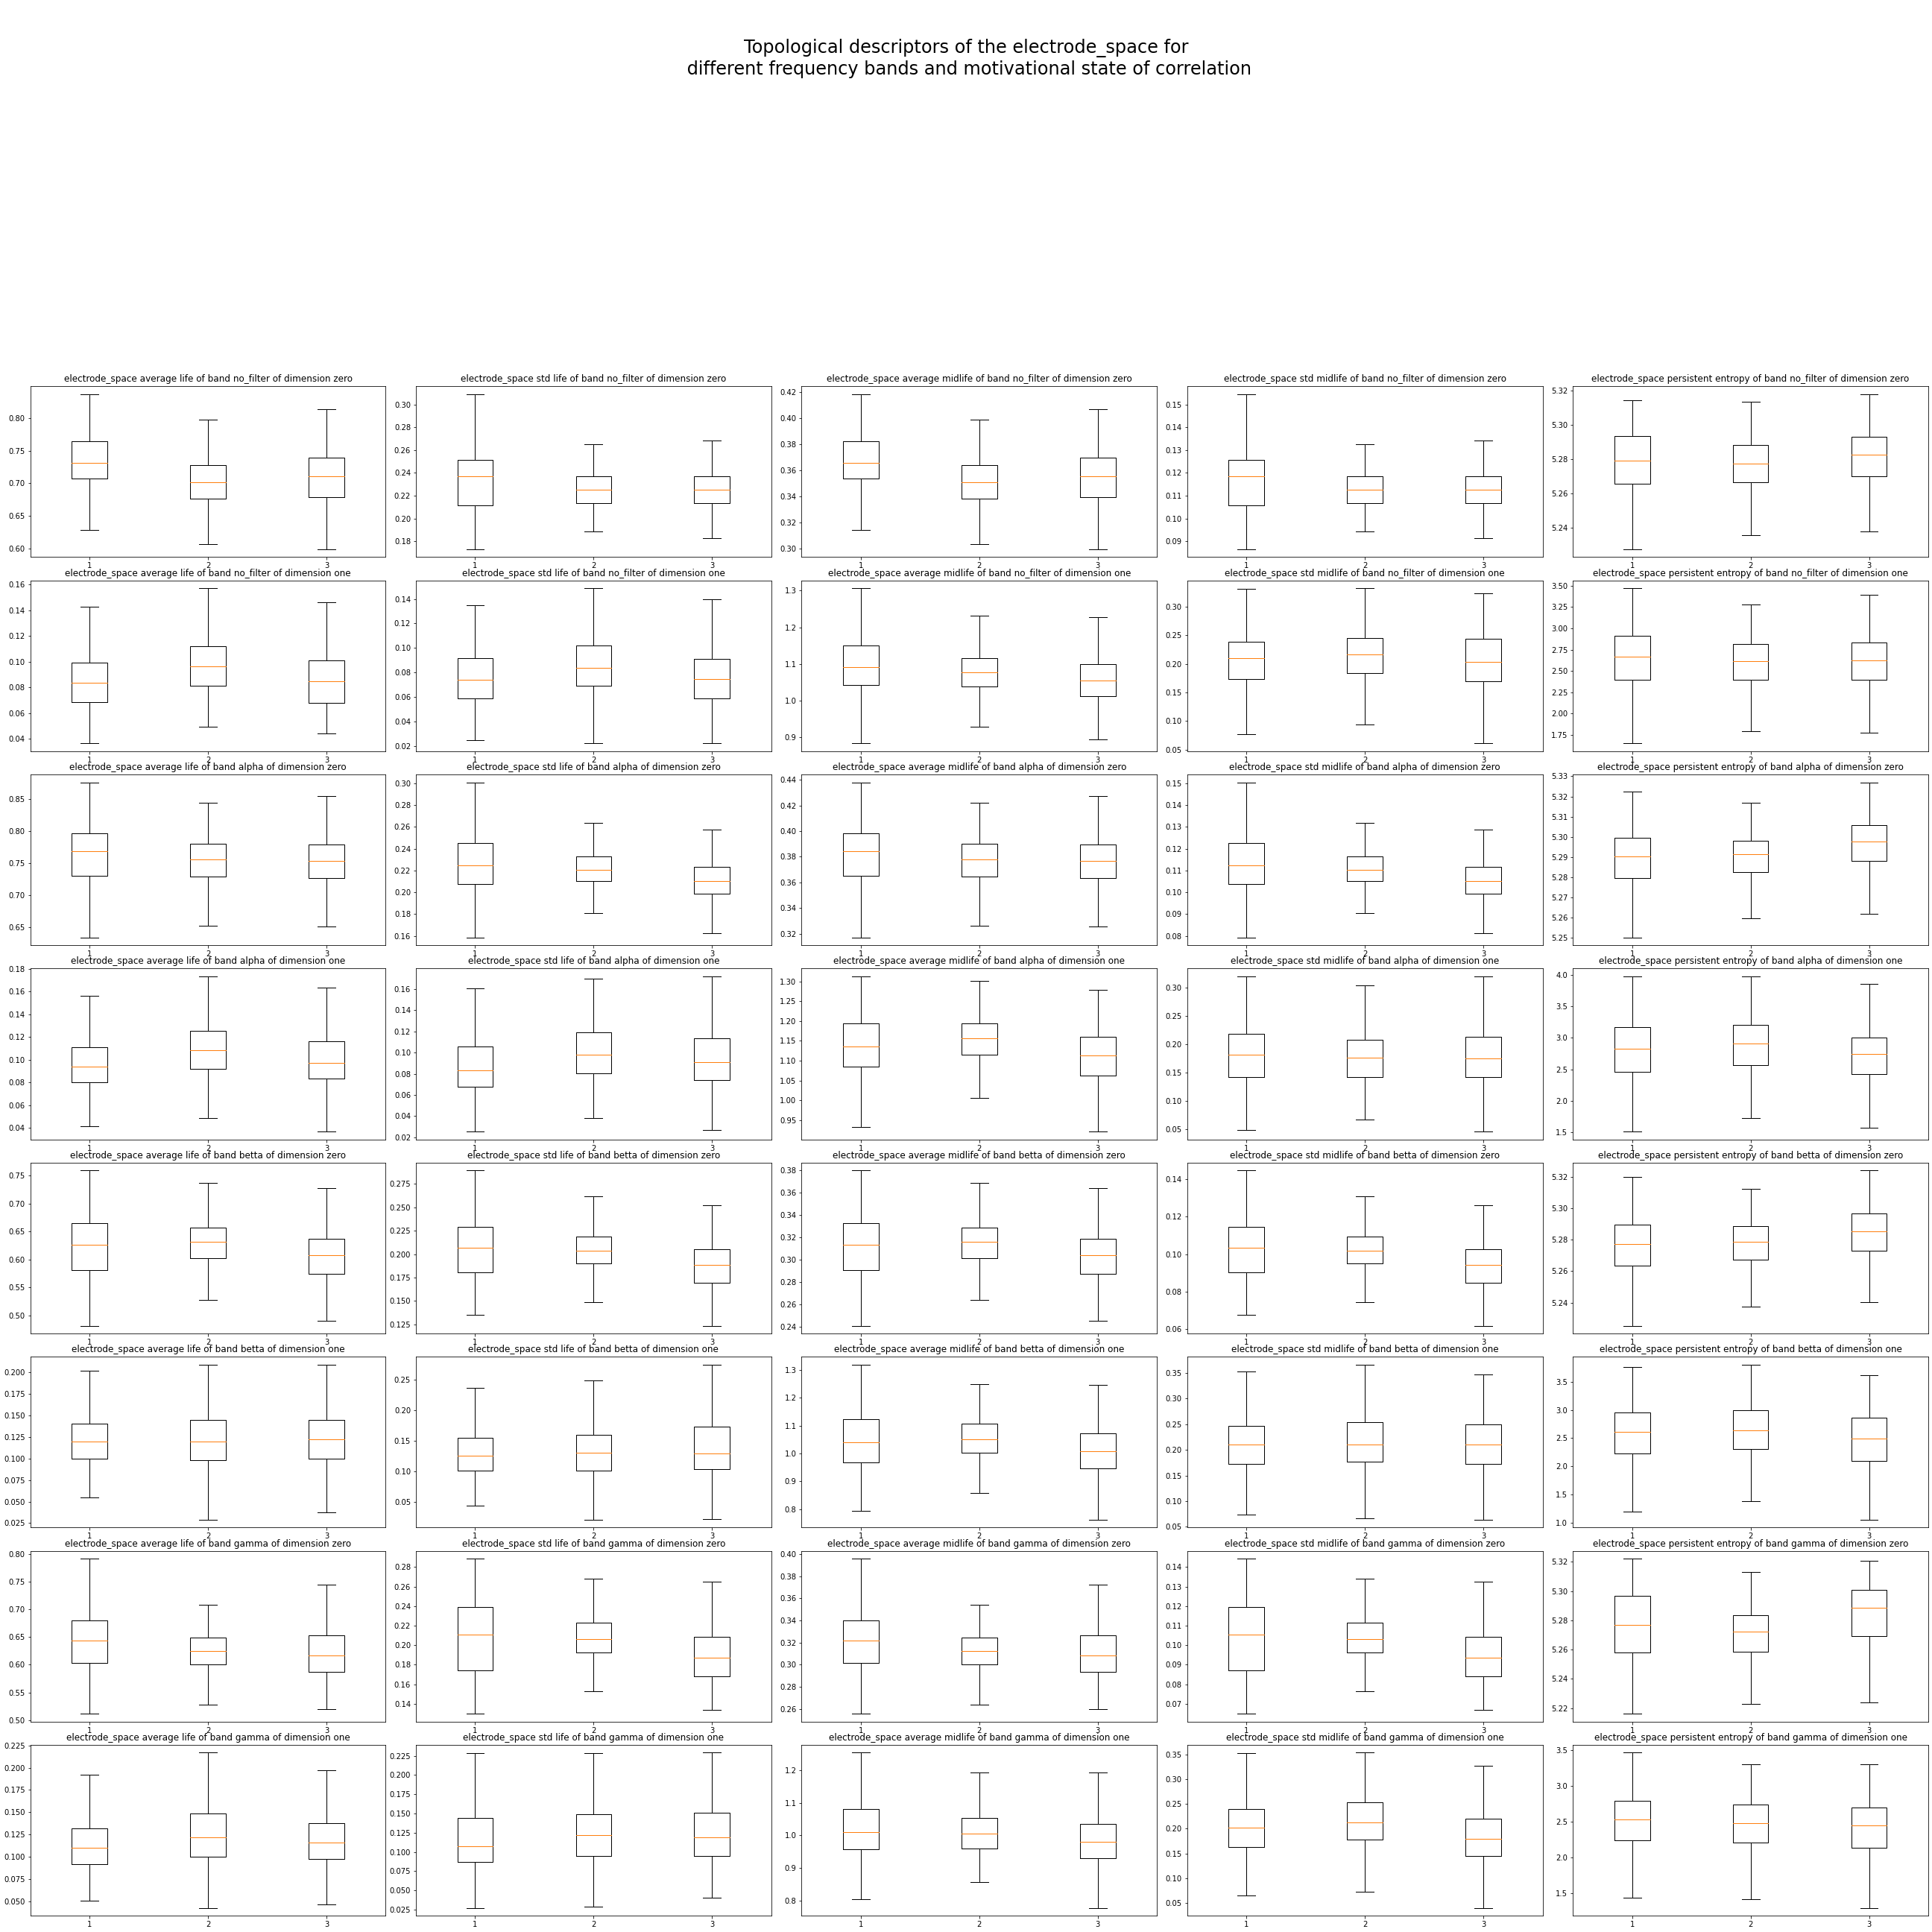 Topological descriptors of the electrode_space for
different frequency bands and motivational state of correlation
electrode_space average life of band no_filter of dimension zero
0.80 0.75 0.70 0.65 0.60
1 2 3
electrode_space std life of band no_filter of dimension zero
0.30 0.28 0.26 0.24 0.22 0.20 0.18
1 2 3
electrode_space average midlife of band no_filter of dimension zero
0.42 0.40 0.38 0.36 0.34 0.32 0.30
1 2 3
electrode_space std midlife of band no_filter of dimension zero
0.15 0.14 0.13 0.12 0.11 0.10 0.09
1 2 3
electrode_space persistent entropy of band no_filter of dimension zero
5.32 5.30 5.28 5.26 5.24
1 2 3
electrode_space average life of band no_filter of dimension one
0.16 0.14 0.12 0.10 0.08 0.06 0.04
1 2 3
electrode_space std life of band no_filter of dimension one
0.14 0.12 0.10 0.08 0.06 0.04 0.02
1 2 3
electrode_space average midlife of band no_filter of dimension one
1.3 1.2 1.1 1.0 0.9
1 2 3
electrode_space std midlife of band no_filter of dimension one
0.30 0.25 0.20 0.15 0.10 0.05
1 2 3
electrode_space persistent entropy of band no_filter of dimension one
3.50 3.25 3.00 2.75 2.50 2.25 2.00 1.75
1 2 3
electrode_space average life of band alpha of dimension zero
0.85 0.80 0.75 0.70 0.65
1 2 3
electrode_space std life of band alpha of dimension zero
0.30 0.28 0.26 0.24 0.22 0.20 0.18 0.16
1 2 3
electrode_space average midlife of band alpha of dimension zero
0.44 0.42 0.40 0.38 0.36 0.34 0.32
1 2 3
electrode_space std midlife of band alpha of dimension zero
0.15 0.14 0.13 0.12 0.11 0.10 0.09 0.08
1 2 3
electrode_space persistent entropy of band alpha of dimension zero
5.33 5.32 5.31 5.30 5.29 5.28 5.27 5.26 5.25
1 2 3
electrode_space average life of band alpha of dimension one
0.18 0.16 0.14 0.12 0.10 0.08 0.06 0.04
1 2 3
electrode_space std life of band alpha of dimension one
0.16 0.14 0.12 0.10 0.08 0.06 0.04 0.02
1 2 3
electrode_space average midlife of band alpha of dimension one
1.30 1.25 1.20 1.15 1.10 1.05 1.00 0.95
1 2 3
electrode_space std midlife of band alpha of dimension one
0.30 0.25 0.20 0.15 0.10 0.05
1 2 3
electrode_space persistent entropy of band alpha of dimension one
4.0 3.5 3.0 2.5 2.0 1.5
1 2 3
electrode_space average life of band betta of dimension zero
0.75 0.70 0.65 0.60 0.55 0.50
1 2 3
electrode_space std life of band betta of dimension zero
0.275 0.250 0.225 0.200 0.175 0.150 0.125
1 2 3
electrode_space average midlife of band betta of dimension zero
0.38 0.36 0.34 0.32 0.30 0.28 0.26 0.24
1 2 3
electrode_space std midlife of band betta of dimension zero
0.14 0.12 0.10 0.08 0.06
1 2 3
electrode_space persistent entropy of band betta of dimension zero
5.32 5.30 5.28 5.26 5.24
1 2 3
electrode_space average life of band betta of dimension one
0.200 0.175 0.150 0.125 0.100 0.075 0.050 0.025
1 2 3
electrode_space std life of band betta of dimension one
0.25 0.20 0.15 0.10 0.05
1 2 3
electrode_space average midlife of band betta of dimension one
1.3 1.2 1.1 1.0 0.9 0.8
1 2 3
electrode_space std midlife of band betta of dimension one
0.35 0.30 0.25 0.20 0.15 0.10 0.05
1 2 3
electrode_space persistent entropy of band betta of dimension one
3.5 3.0 2.5 2.0 1.5 1.0
1 2 3
electrode_space average life of band gamma of dimension zero
0.80 0.75 0.70 0.65 0.60 0.55 0.50
1 2 3
electrode_space std life of band gamma of dimension zero
0.28 0.26 0.24 0.22 0.20 0.18 0.16 0.14
1 2 3
electrode_space average midlife of band gamma of dimension zero
0.40 0.38 0.36 0.34 0.32 0.30 0.28 0.26
1 2 3
electrode_space std midlife of band gamma of dimension zero
0.14 0.13 0.12 0.11 0.10 0.09 0.08 0.07
1 2 3
electrode_space persistent entropy of band gamma of dimension zero
5.32 5.30 5.28 5.26 5.24 5.22
1 2 3
electrode_space average life of band gamma of dimension one
0.225 0.200 0.175 0.150 0.125 0.100 0.075 0.050
1 2 3
electrode_space std life of band gamma of dimension one
0.225 0.200 0.175 0.150 0.125 0.100 0.075 0.050 0.025
1 2 3
electrode_space average midlife of band gamma of dimension one
1.2 1.1 1.0 0.9 0.8
1 2 3
electrode_space std midlife of band gamma of dimension one
0.35 0.30 0.25 0.20 0.15 0.10 0.05
1 2 3
electrode_space persistent entropy of band gamma of dimension one
3.5 3.0 2.5 2.0 1.5
1 2 3